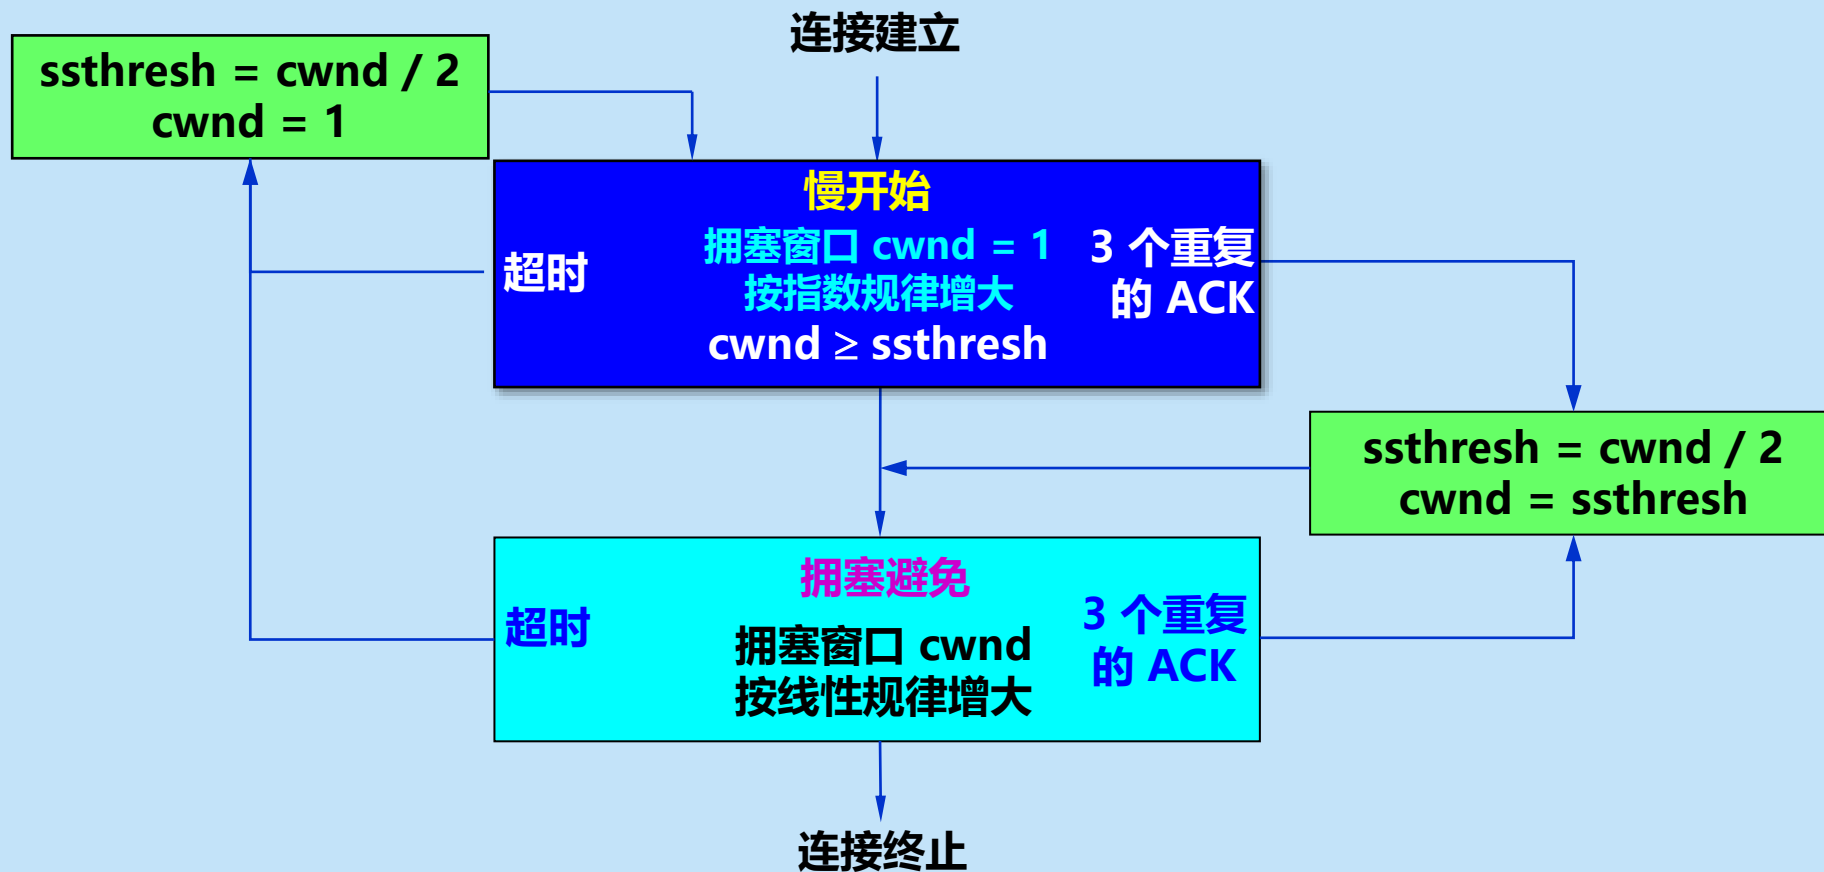 连接建立
ssthresh = cwnd / 2
cwnd = 1
慢开始
超时
拥塞窗口 cwnd = 1
按指数规律增大
cwnd ≥ ssthresh
3 个重复
的 ACK
ssthresh = cwnd / 2
cwnd = ssthresh
拥塞避免
超时
拥塞窗口 cwnd
按线性规律增大
3 个重复
的 ACK
连接终止